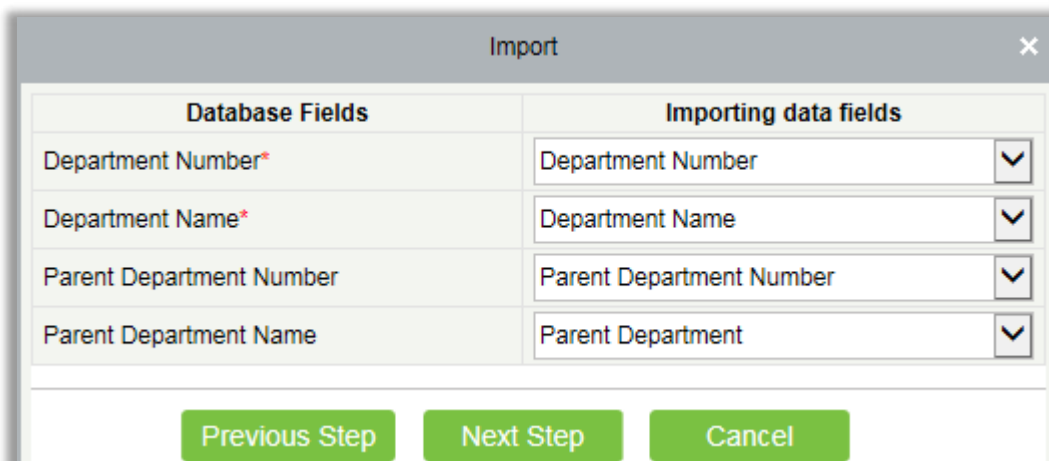 Import ×
Database Fields Importing data fields
Department Number* Department Number
Department Name* Department Name
Parent Department Number Parent Department Number
Parent Department Name Parent Department
Previous Step Next Step Cancel